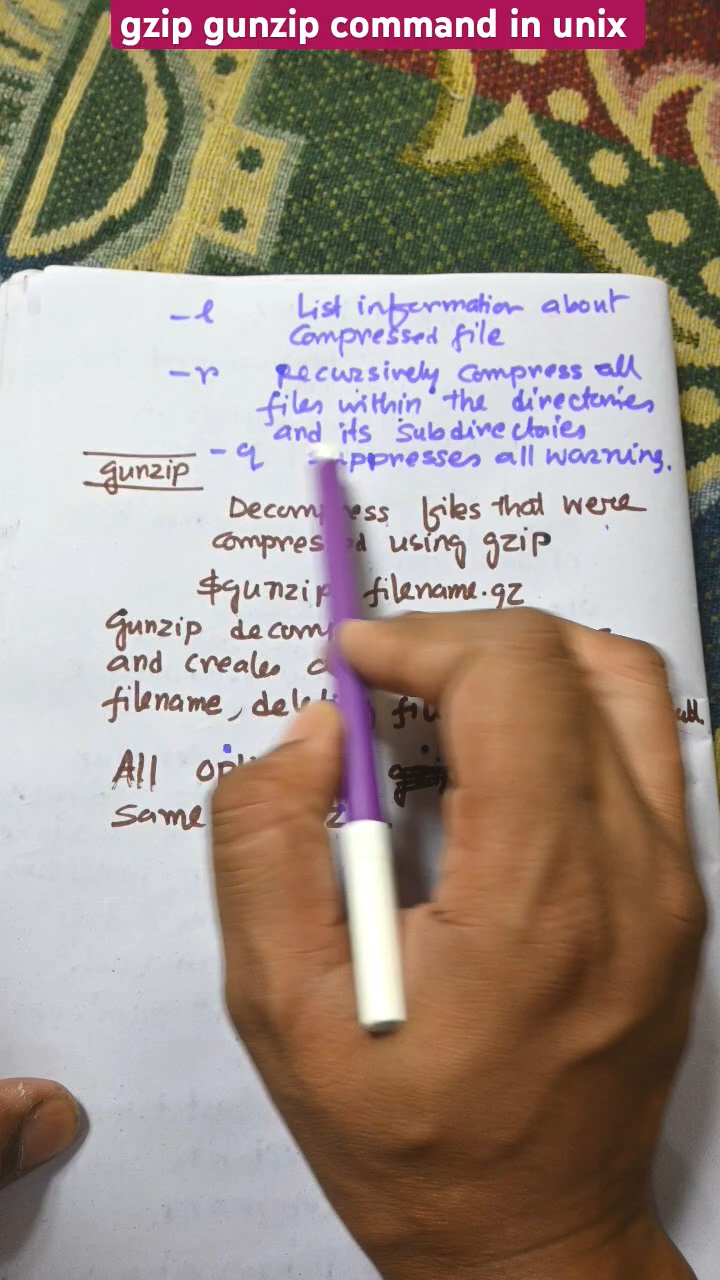 gzip gunzip command in unix
-l List information about
Compressed file
-r Recursively compress all
files within the directories
and its Subdirectories
-q Suppresses all warning.
gunzip
Decompress files that were
compressed using gzip
$gunzip filename.gz
Gunzip
and creates
filename,
All
same